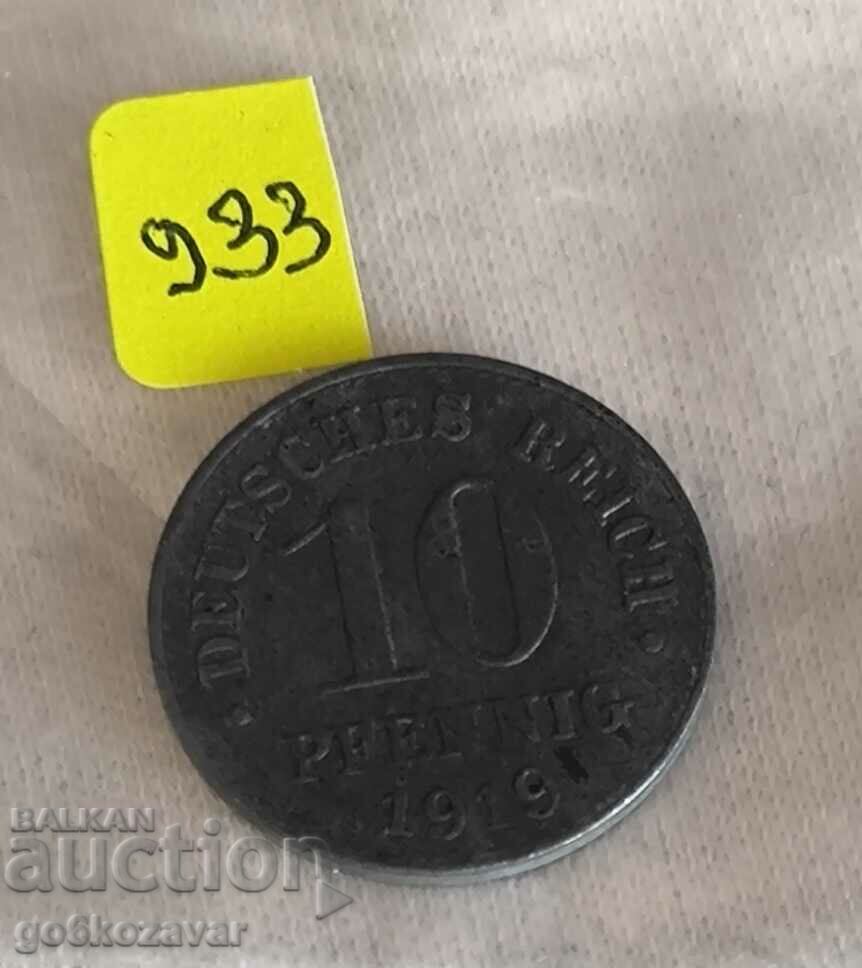 933
DEUTSCHES REICH
10
PFENNIG
1919
BALKAN
auction
go6kozavar